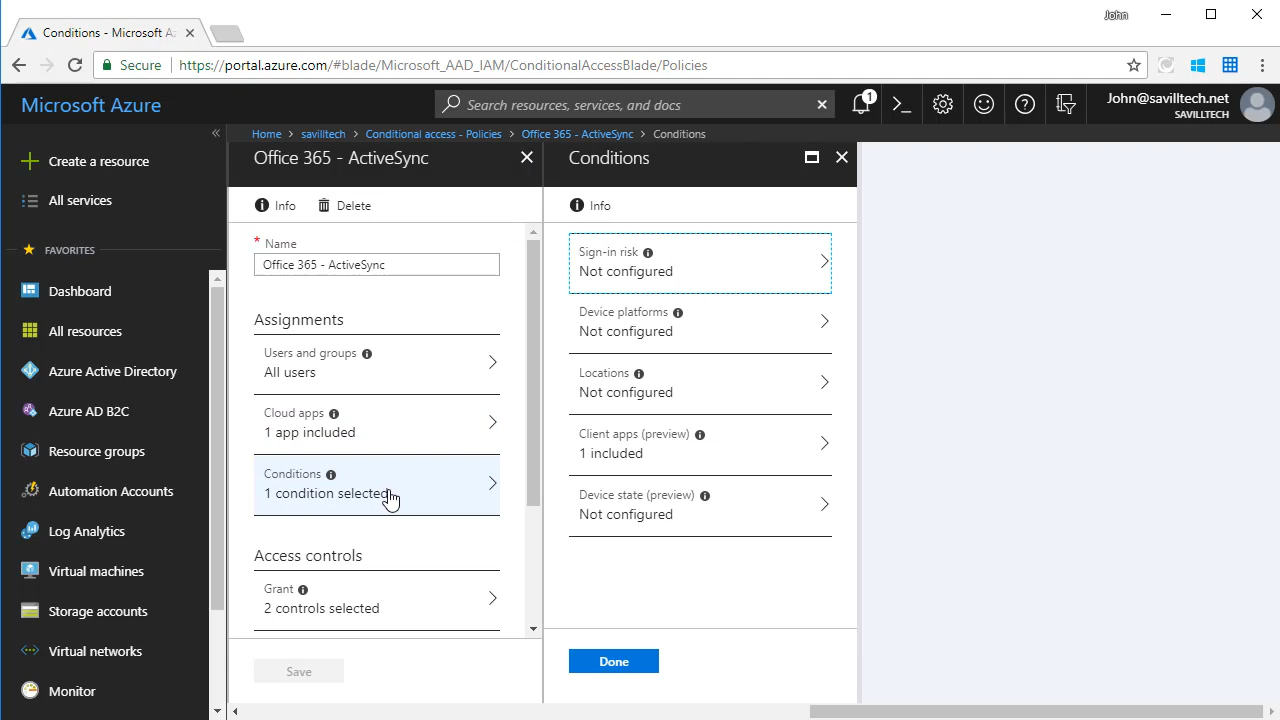 John
Conditions - Microsoft A
Secure
https://portal.azure.com/#blade/Microsoft_AAD_IAM/ConditionalAccessBlade/Policies
Microsoft Azure
Search resources, services, and docs
1
John@savilltech.net
SAVILLTECH
Home > savilltech > Conditional access - Policies > Office 365 - ActiveSync > Conditions
Create a resource
All services
FAVORITES
Dashboard
All resources
Azure Active Directory
Azure AD B2C
Resource groups
Automation Accounts
Log Analytics
Virtual machines
Storage accounts
Virtual networks
Monitor
Office 365 - ActiveSync
Info
Delete
* Name
Office 365 - ActiveSync
Assignments
Users and groups
All users
Cloud apps
1 app included
Conditions
1 condition selected
Access controls
Grant
2 controls selected
Save
Conditions
Info
Sign-in risk
Not configured
Device platforms
Not configured
Locations
Not configured
Client apps (preview)
1 included
Device state (preview)
Not configured
Done